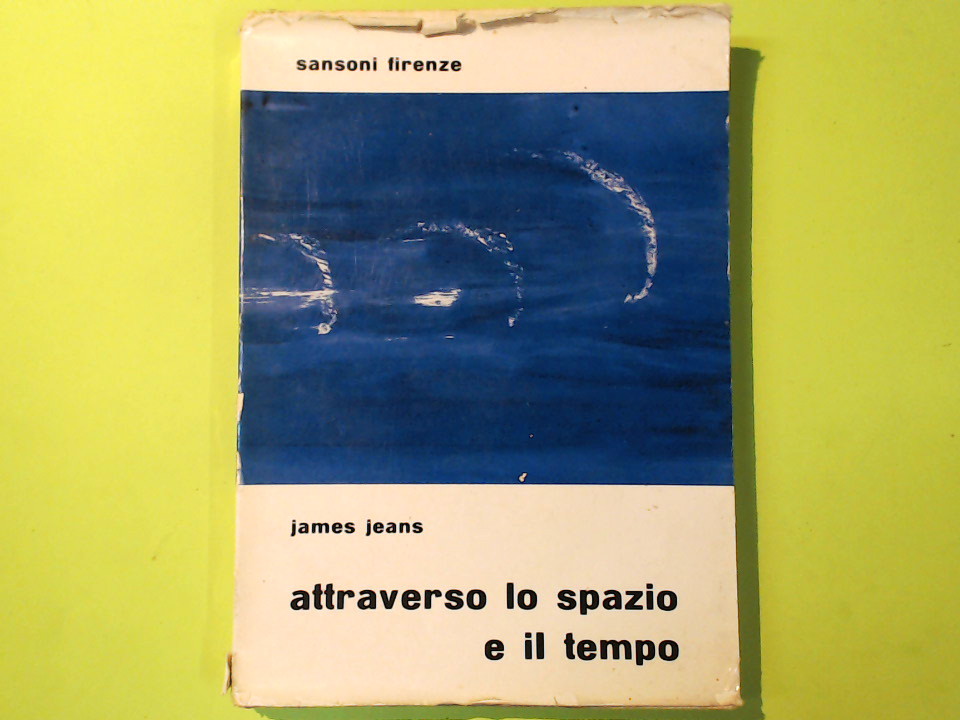 sansoni firenze
james jeans
attraverso lo spazio
e il tempo